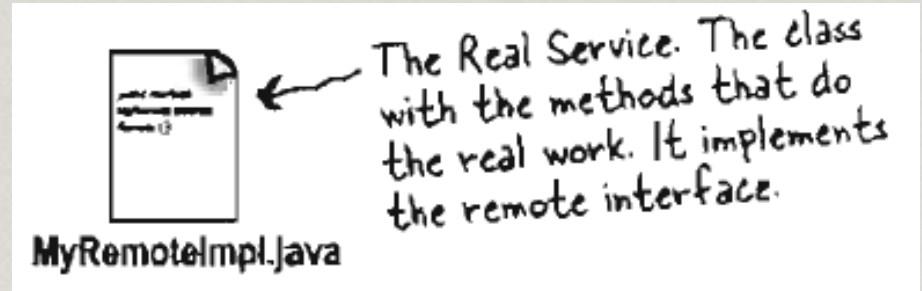 The Real Service. The class
with the methods that do
the real work. It implements
the remote interface.
MyRemoteImpl.java